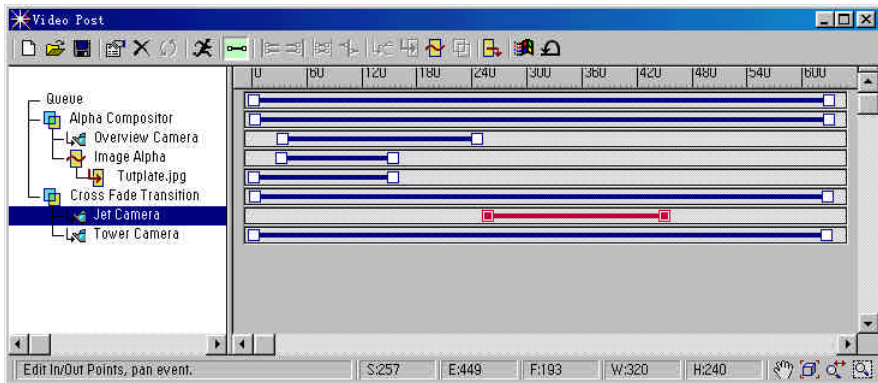 Video Post
0 60 120 180 240 300 360 420 480 540 600
Queue
Alpha Compositor
Overview Camera
Image Alpha
Tutplate.jpg
Cross Fade Transition
Jet Camera
Tower Camera
Edit In/Out Points, pan event. S:257 E:449 F:193 W:320 H:240